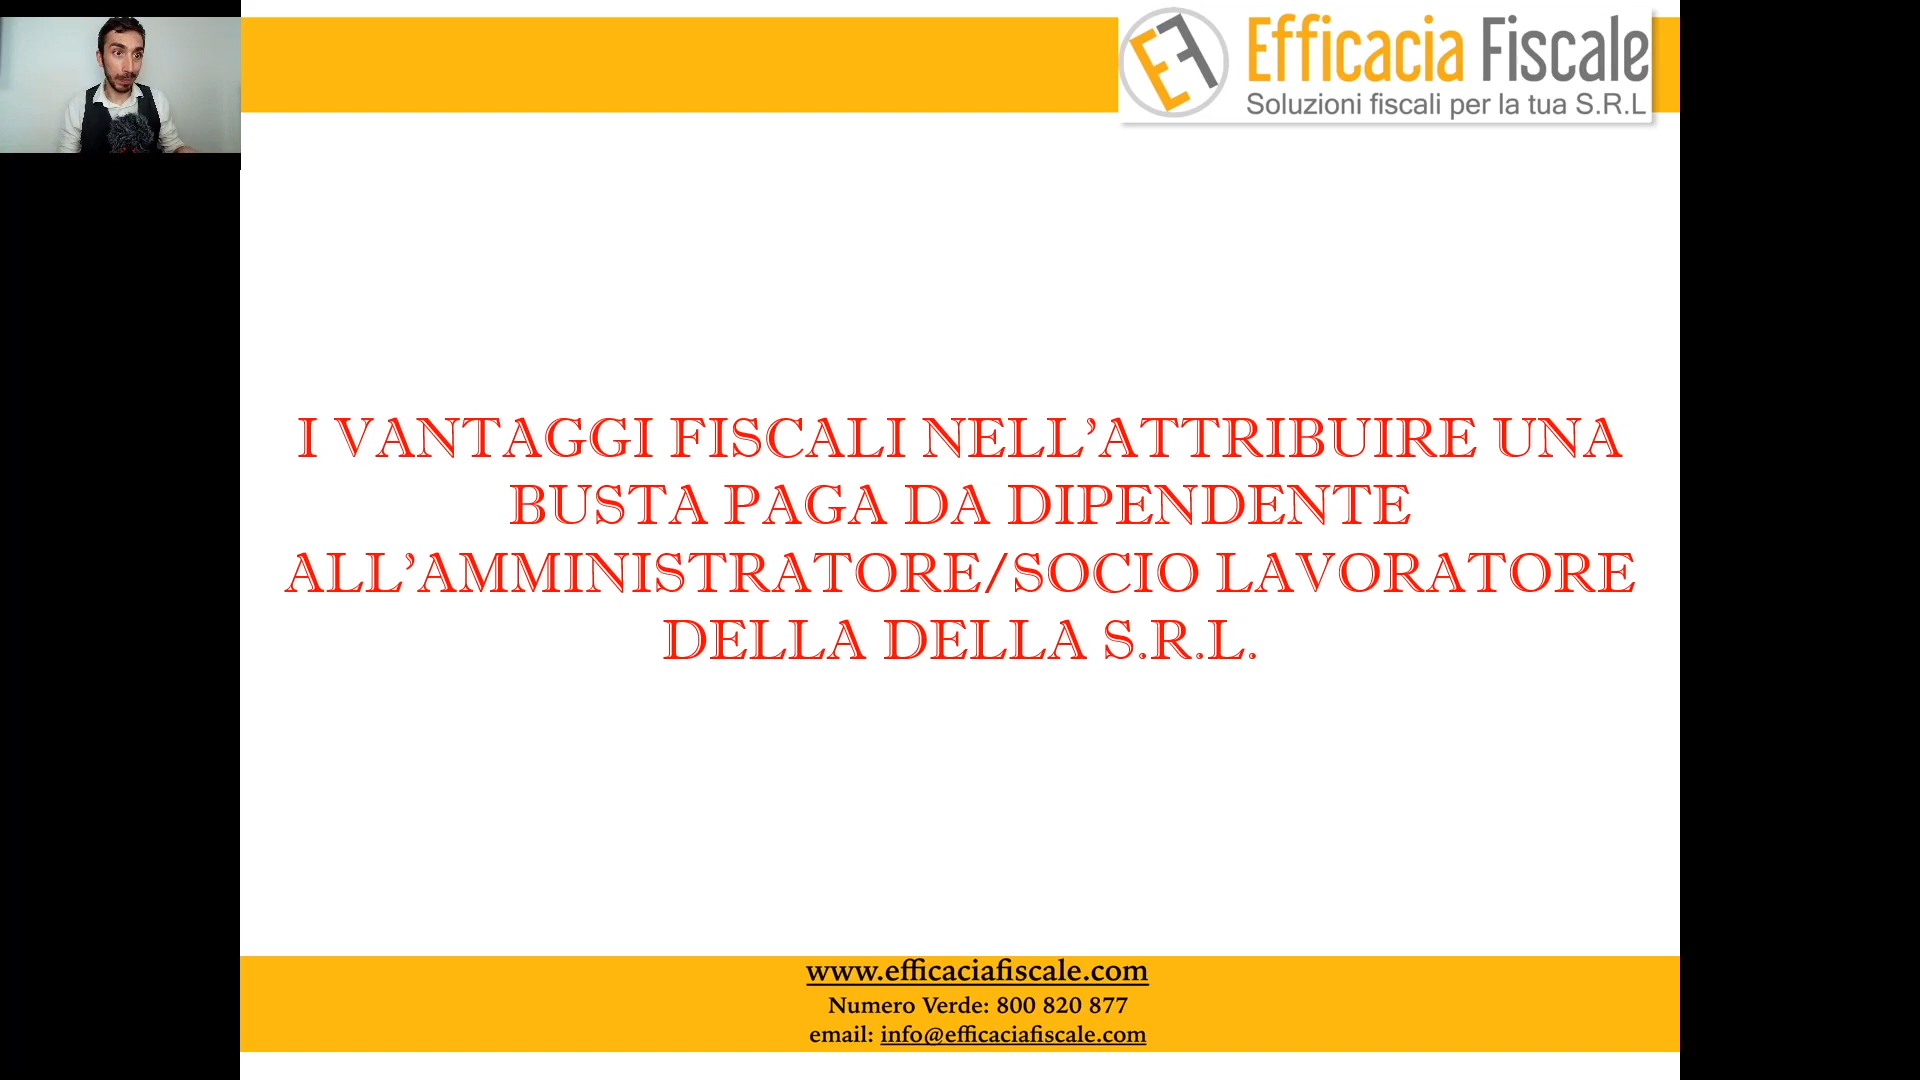 EF Efficacia Fiscale
Soluzioni fiscali per la tua S.R.L
I VANTAGGI FISCALI NELL’ATTRIBUIRE UNA
BUSTA PAGA DA DIPENDENTE
ALL’AMMINISTRATORE/SOCIO LAVORATORE
DELLA DELLA S.R.L.
www.efficaciafiscale.com
Numero Verde: 800 820 877
email: info@efficaciafiscale.com